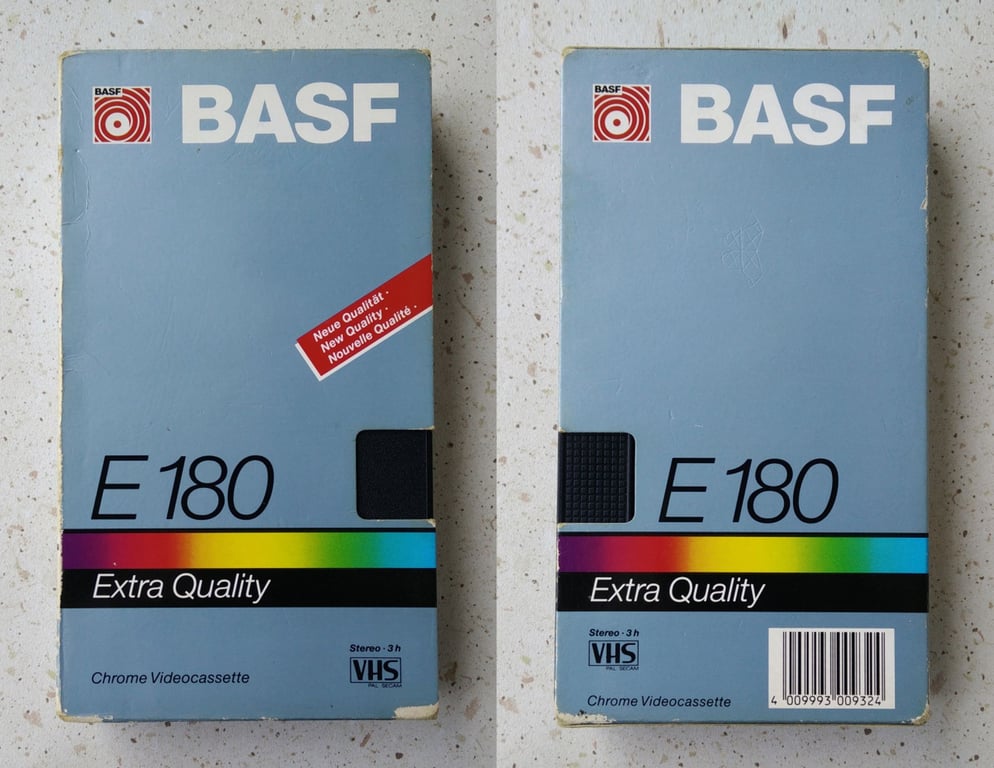 BASF
BASF
Neue Qualität ·
New Quality ·
Nouvelle Qualité ·
E 180
Extra Quality
Stereo · 3 h
VHS
PAL SECAM
Chrome Videocassette
BASF
BASF
E 180
Extra Quality
Stereo · 3 h
VHS
PAL SECAM
Chrome Videocassette
4 009993 009324